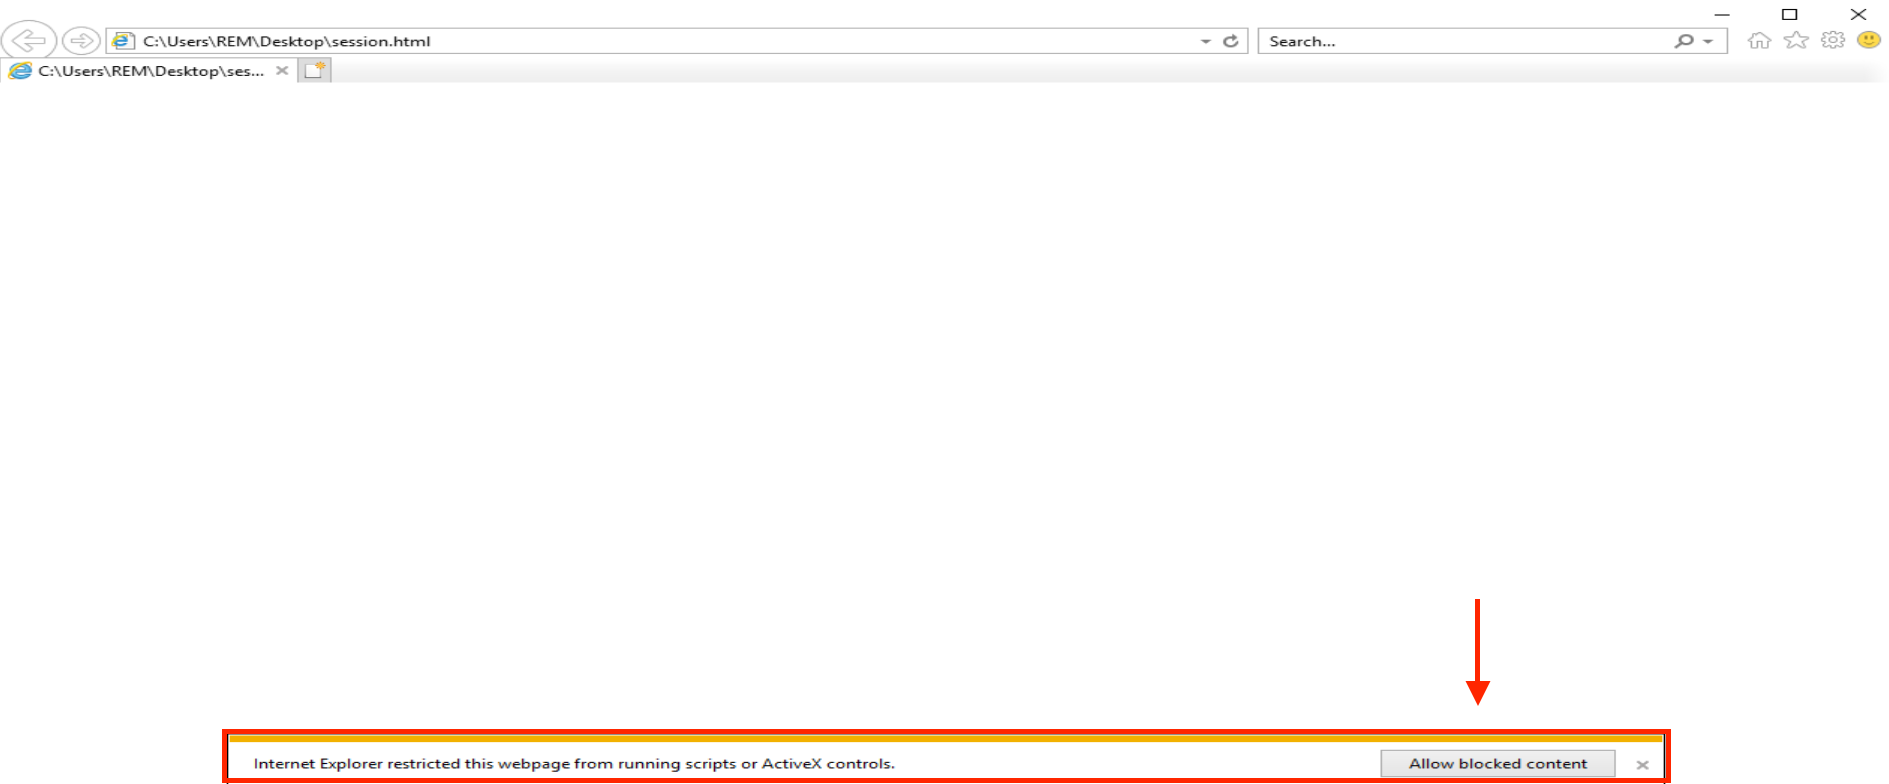 C:\Users\REM\Desktop\session.html
Search...
C:\Users\REM\Desktop\ses...
Internet Explorer restricted this webpage from running scripts or ActiveX controls.
Allow blocked content